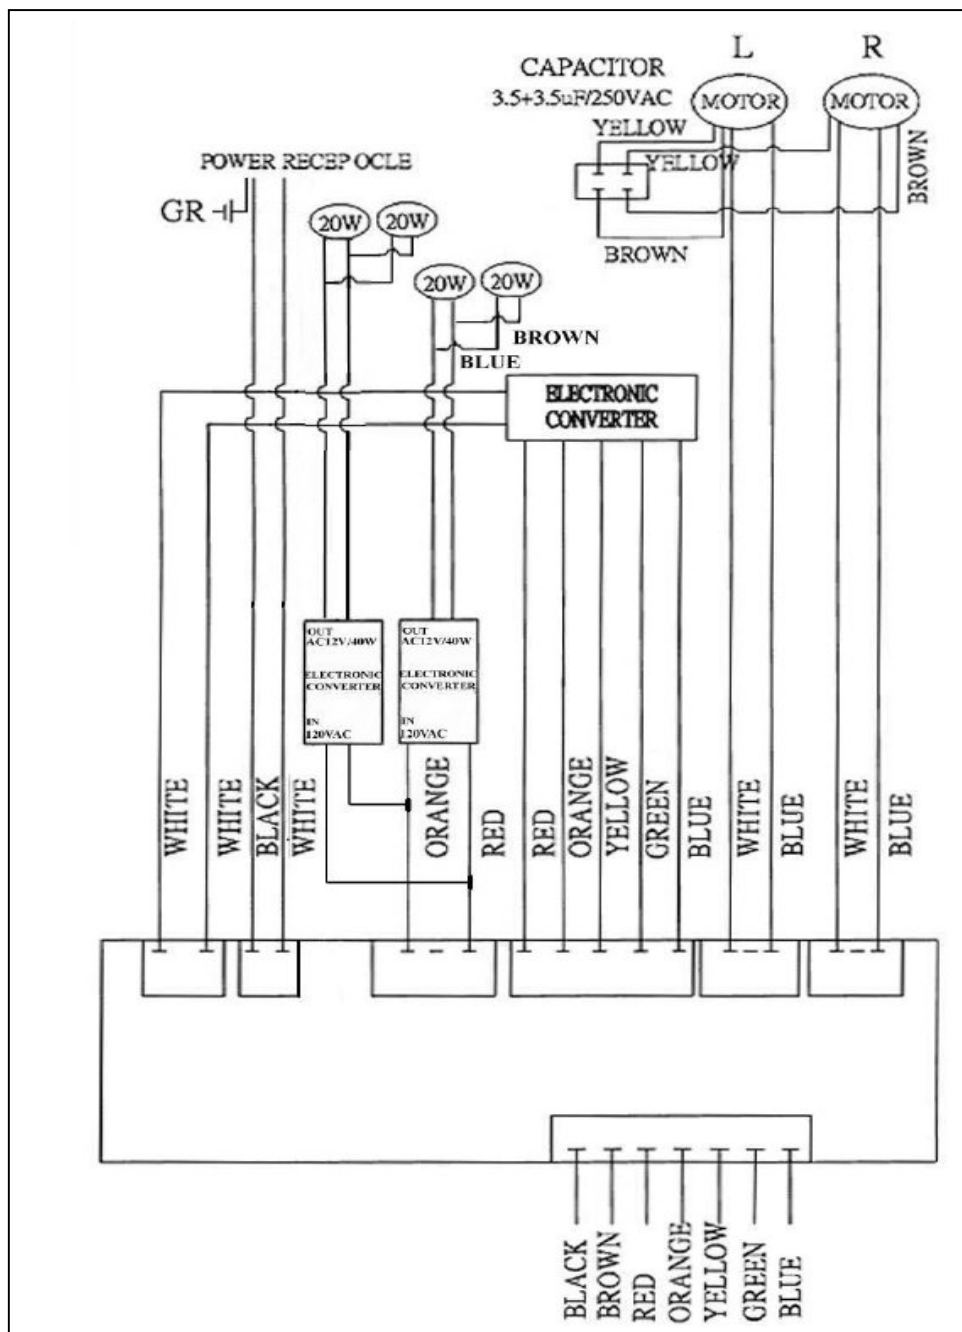 L
R
CAPACITOR
3.5+3.5uF/250VAC
MOTOR
MOTOR
YELLOW
YELLOW
BROWN
BROWN
POWER RECEP OCLE
GR
20W
20W
20W
20W
BROWN
BLUE
ELECTRONIC
CONVERTER
OUT
AC12V/40W
ELECTRONIC
CONVERTER
IN
120VAC
OUT
AC12V/40W
ELECTRONIC
CONVERTER
IN
120VAC
WHITE
WHITE
BLACK
WHITE
ORANGE
RED
RED
ORANGE
YELLOW
GREEN
BLUE
WHITE
BLUE
WHITE
BLUE
BLACK
BROWN
RED
ORANGE
YELLOW
GREEN
BLUE